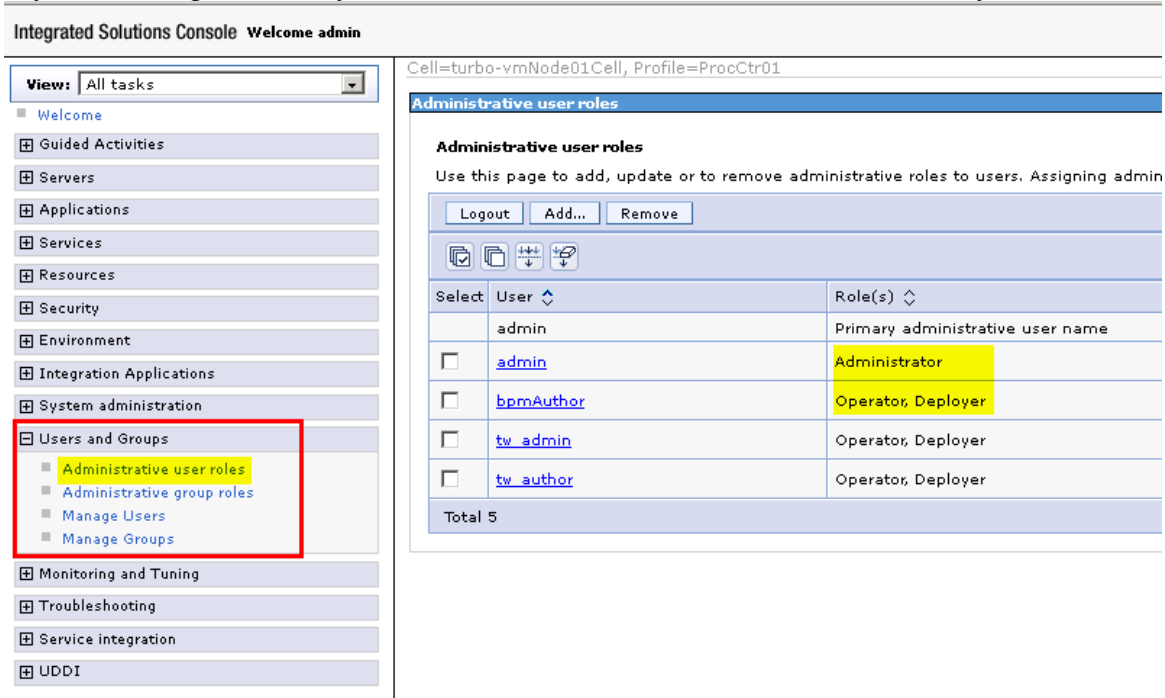 Integrated Solutions Console Welcome admin
View: All tasks
Welcome
Guided Activities
Servers
Applications
Services
Resources
Security
Environment
Integration Applications
System administration
Users and Groups
Administrative user roles
Administrative group roles
Manage Users
Manage Groups
Monitoring and Tuning
Troubleshooting
Service integration
UDDI
Cell=turbo-vmNode01Cell, Profile=ProcCtr01
Administrative user roles
Administrative user roles
Use this page to add, update or to remove administrative roles to users. Assigning admin
Logout Add... Remove
Select User Role(s)
admin Primary administrative user name
admin Administrator
bpmAuthor Operator, Deployer
tw_admin Operator, Deployer
tw_author Operator, Deployer
Total 5